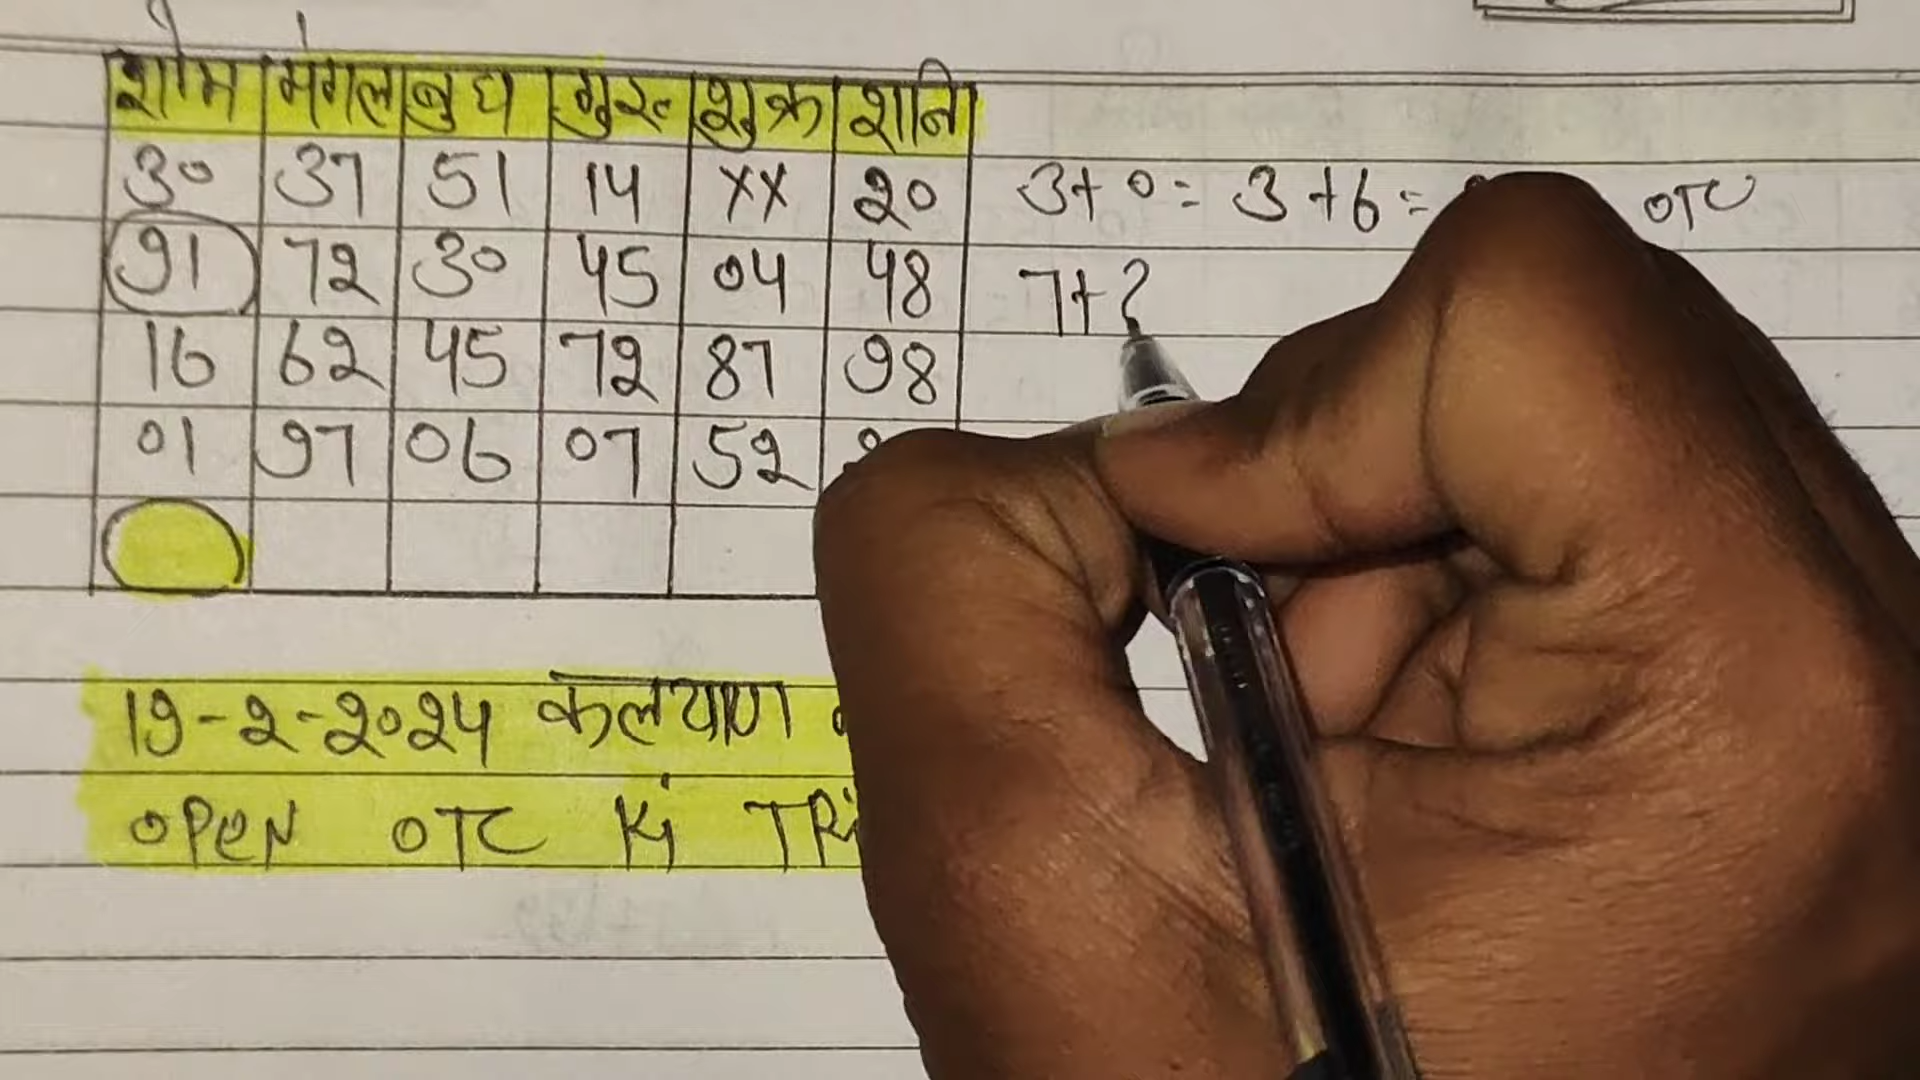 शोम मंगल बुध गुरु शुक्र शनि
30 37 51 14 XX 20 3+0= 3+6= OTC
91 72 30 45 04 48 7+2
16 62 45 72 87 98
01 97 06 07 52
19-2-2024 कल्याण
OPEN OTC Ki TRi